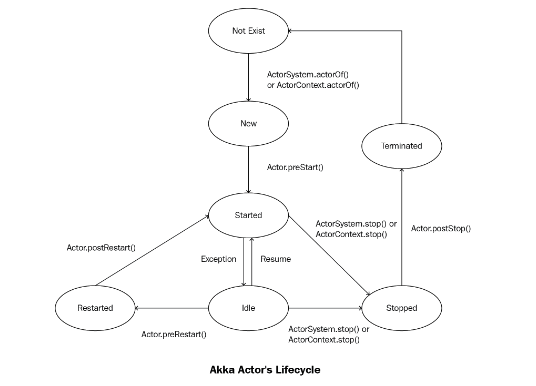 Not Exist
ActorSystem.actorOf()
or ActorContext.actorOf()
Now
Terminated
Actor.preStart()
Started
ActorSystem.stop() or
ActorContext.stop()
Actor.postStop()
Actor.postRestart()
Exception
Resume
Restarted
Idle
Stopped
Actor.preRestart()
ActorSystem.stop() or
ActorContext.stop()
Akka Actor's Lifecycle